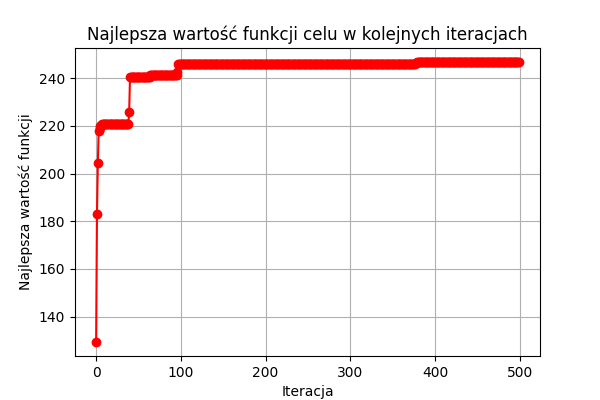 Najlepsza wartość funkcji celu w kolejnych iteracjach
240
220
200
180
160
140
Najlepsza wartość funkcji
0 100 200 300 400 500
Iteracja